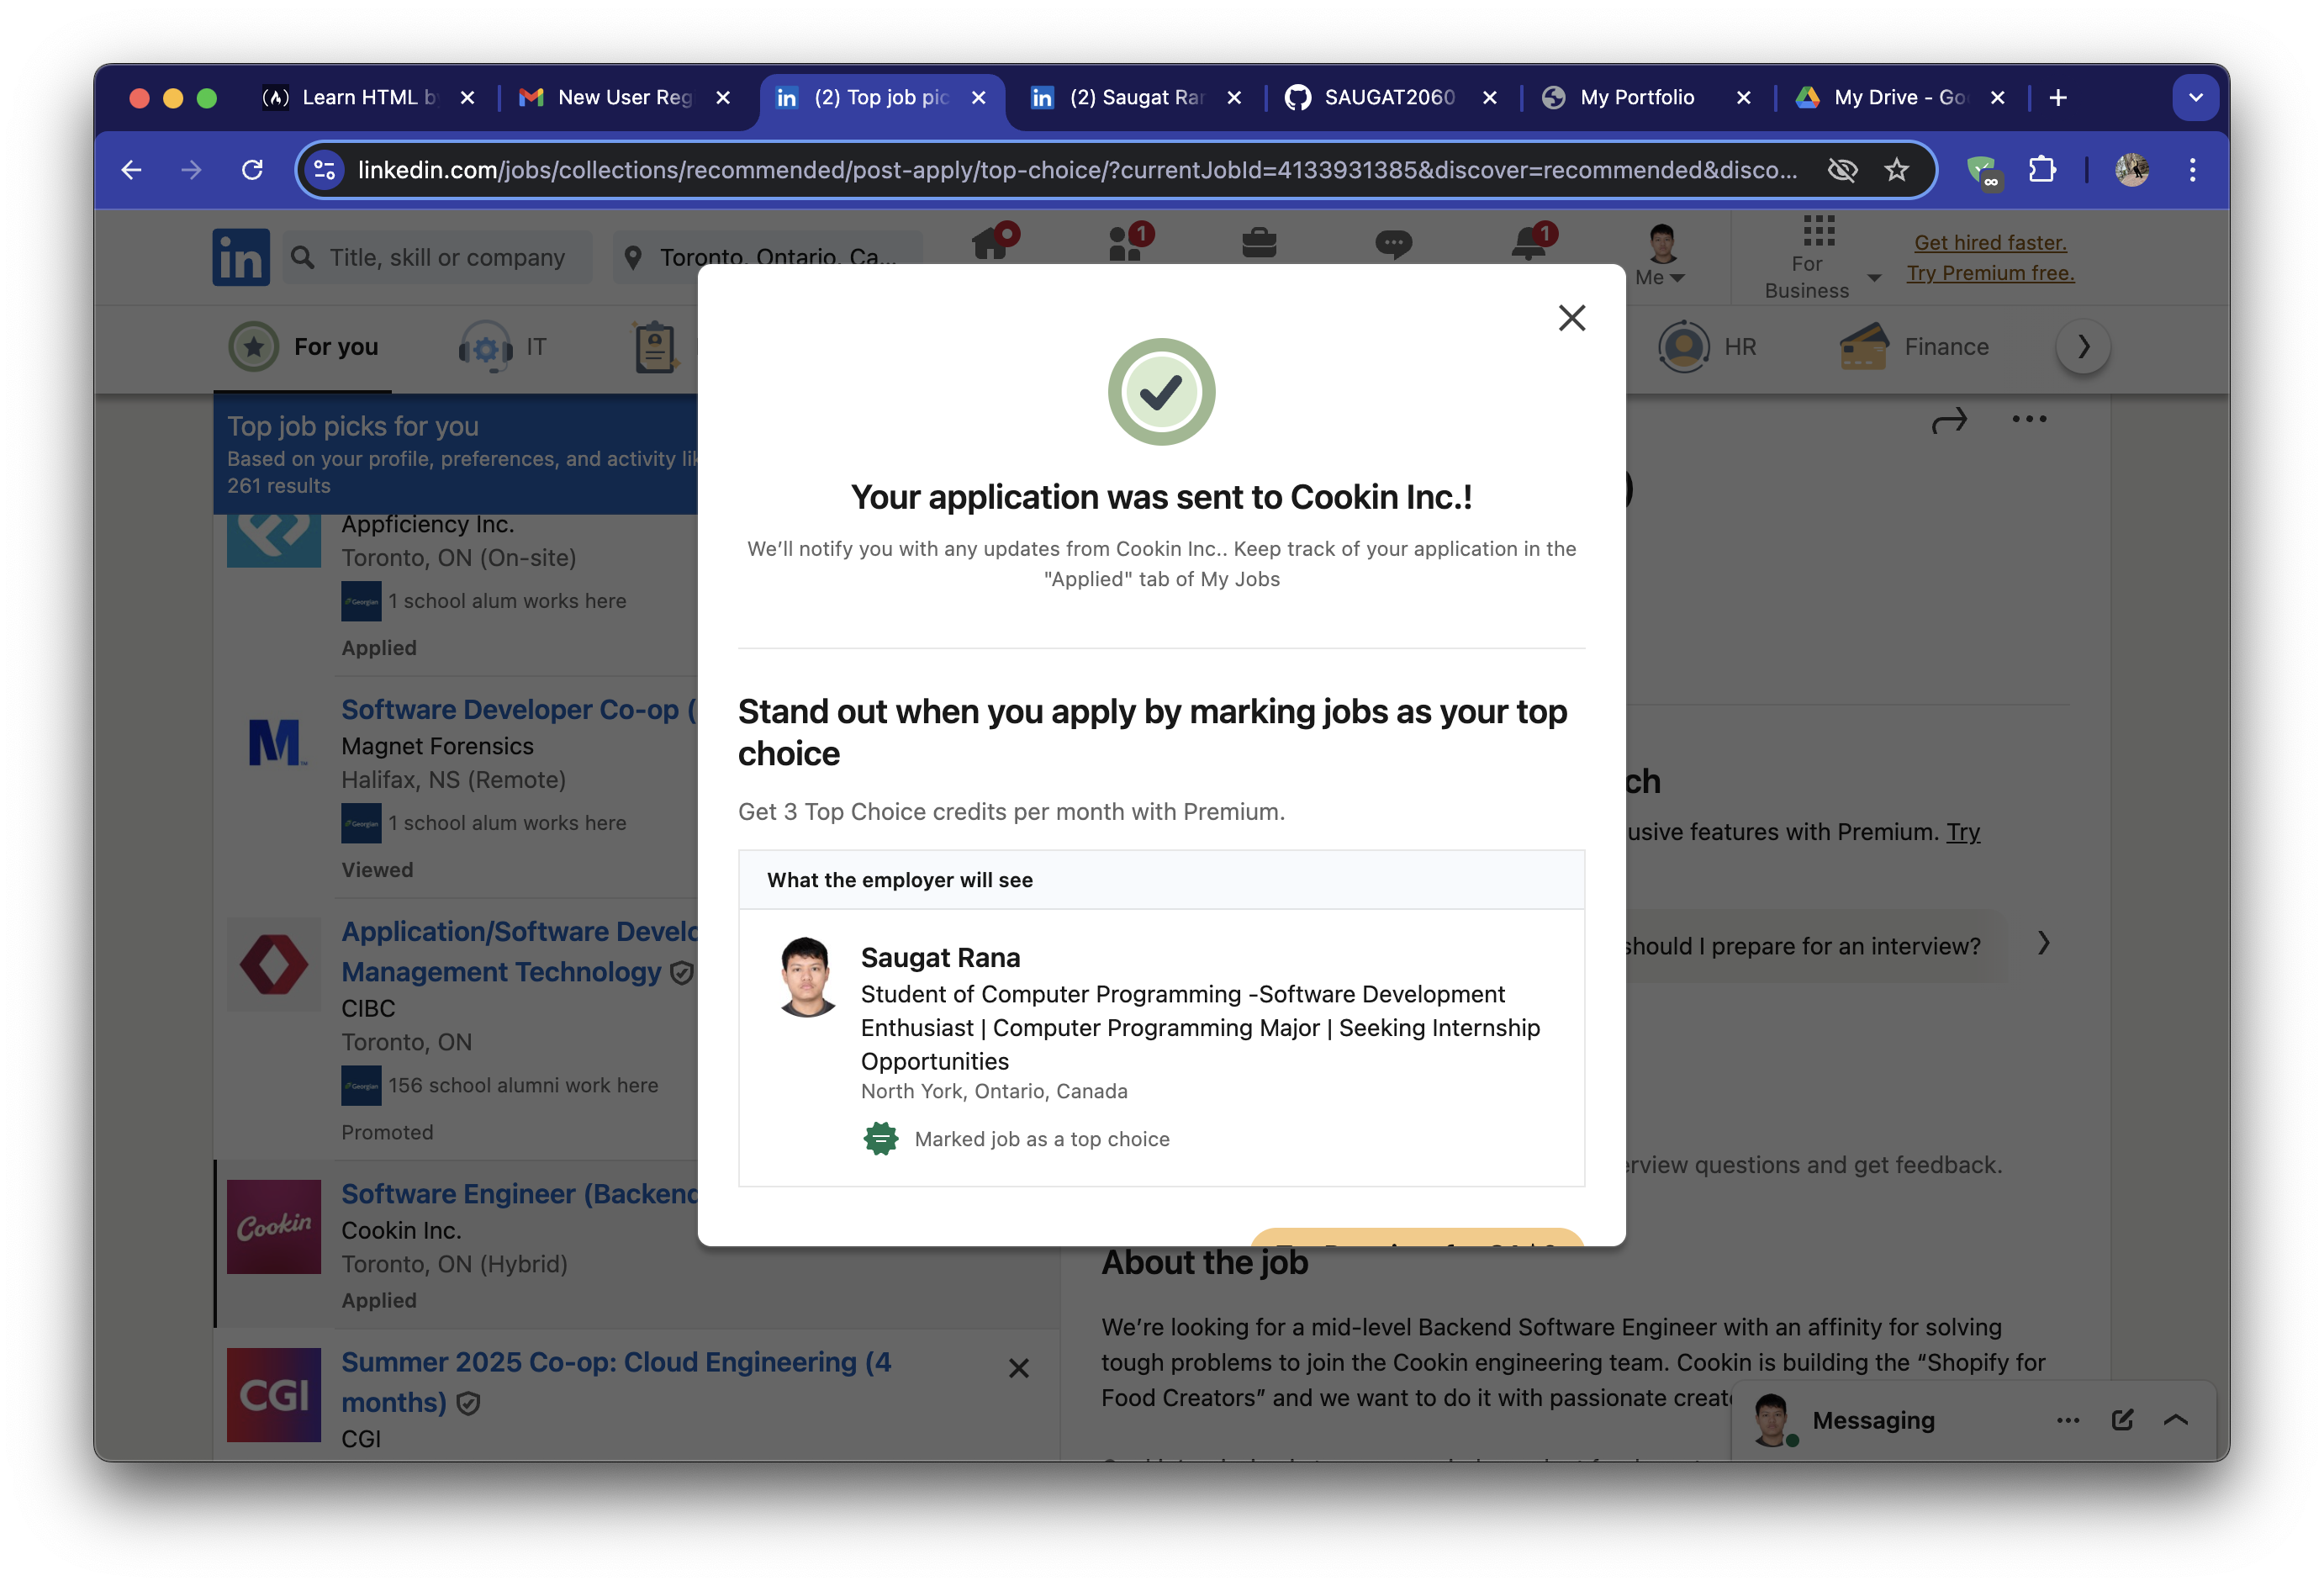 Learn HTML b
New User Reg
(2) Top job pic
(2) Saugat Ran
SAUGAT2060
My Portfolio
My Drive - Goo
linkedin.com/jobs/collections/recommended/post-apply/top-choice/?currentJobId=4133931385&discover=recommended&disco...
in
Title, skill or company
Toronto, Ontario, Ca...
1
1
Me
For
Business
Get hired faster.
Try Premium free.
For you
IT
HR
Finance
Top job picks for you
Based on your profile, preferences, and activity lik
261 results
Appficiency Inc.
Toronto, ON (On-site)
Georgian
1 school alum works here
Applied
Software Developer Co-op (
Magnet Forensics
Halifax, NS (Remote)
Georgian
1 school alum works here
Viewed
Application/Software Develo
Management Technology
CIBC
Toronto, ON
Georgian
156 school alumni work here
Promoted
Cookin
Software Engineer (Backend
Cookin Inc.
Toronto, ON (Hybrid)
Applied
CGI
Summer 2025 Co-op: Cloud Engineering (4
months)
CGI
Your application was sent to Cookin Inc.!
We’ll notify you with any updates from Cookin Inc.. Keep track of your application in the
"Applied" tab of My Jobs
Stand out when you apply by marking jobs as your top
choice
Get 3 Top Choice credits per month with Premium.
What the employer will see
Saugat Rana
Student of Computer Programming -Software Development
Enthusiast | Computer Programming Major | Seeking Internship
Opportunities
North York, Ontario, Canada
Marked job as a top choice
ch
usive features with Premium. Try
should I prepare for an interview?
erview questions and get feedback.
About the job
We’re looking for a mid-level Backend Software Engineer with an affinity for solving
tough problems to join the Cookin engineering team. Cookin is building the “Shopify for
Food Creators” and we want to do it with passionate creat
Messaging